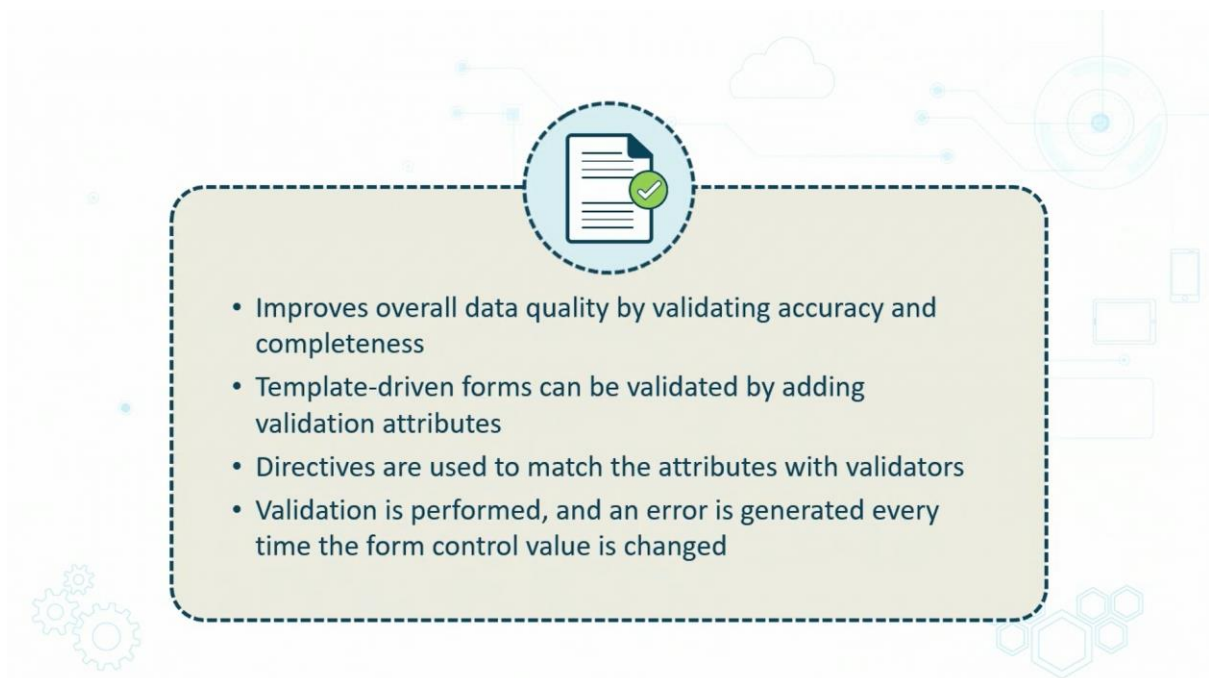 • Improves overall data quality by validating accuracy and
completeness
• Template-driven forms can be validated by adding
validation attributes
• Directives are used to match the attributes with validators
• Validation is performed, and an error is generated every
time the form control value is changed